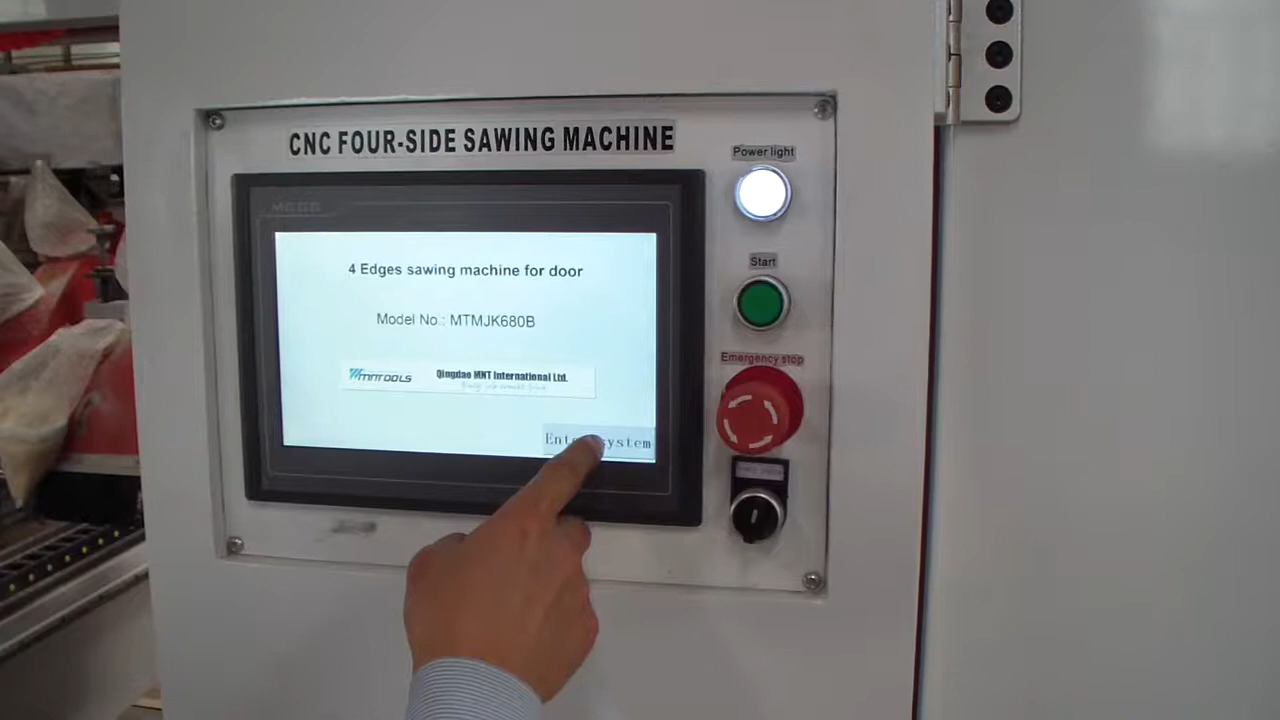 CNC FOUR-SIDE SAWING MACHINE
Power light
4 Edges sawing machine for door
Start
Model No.: MTMJK680B
Emergency stop
MNTOOLS
Qingdao MNT International Ltd.
system